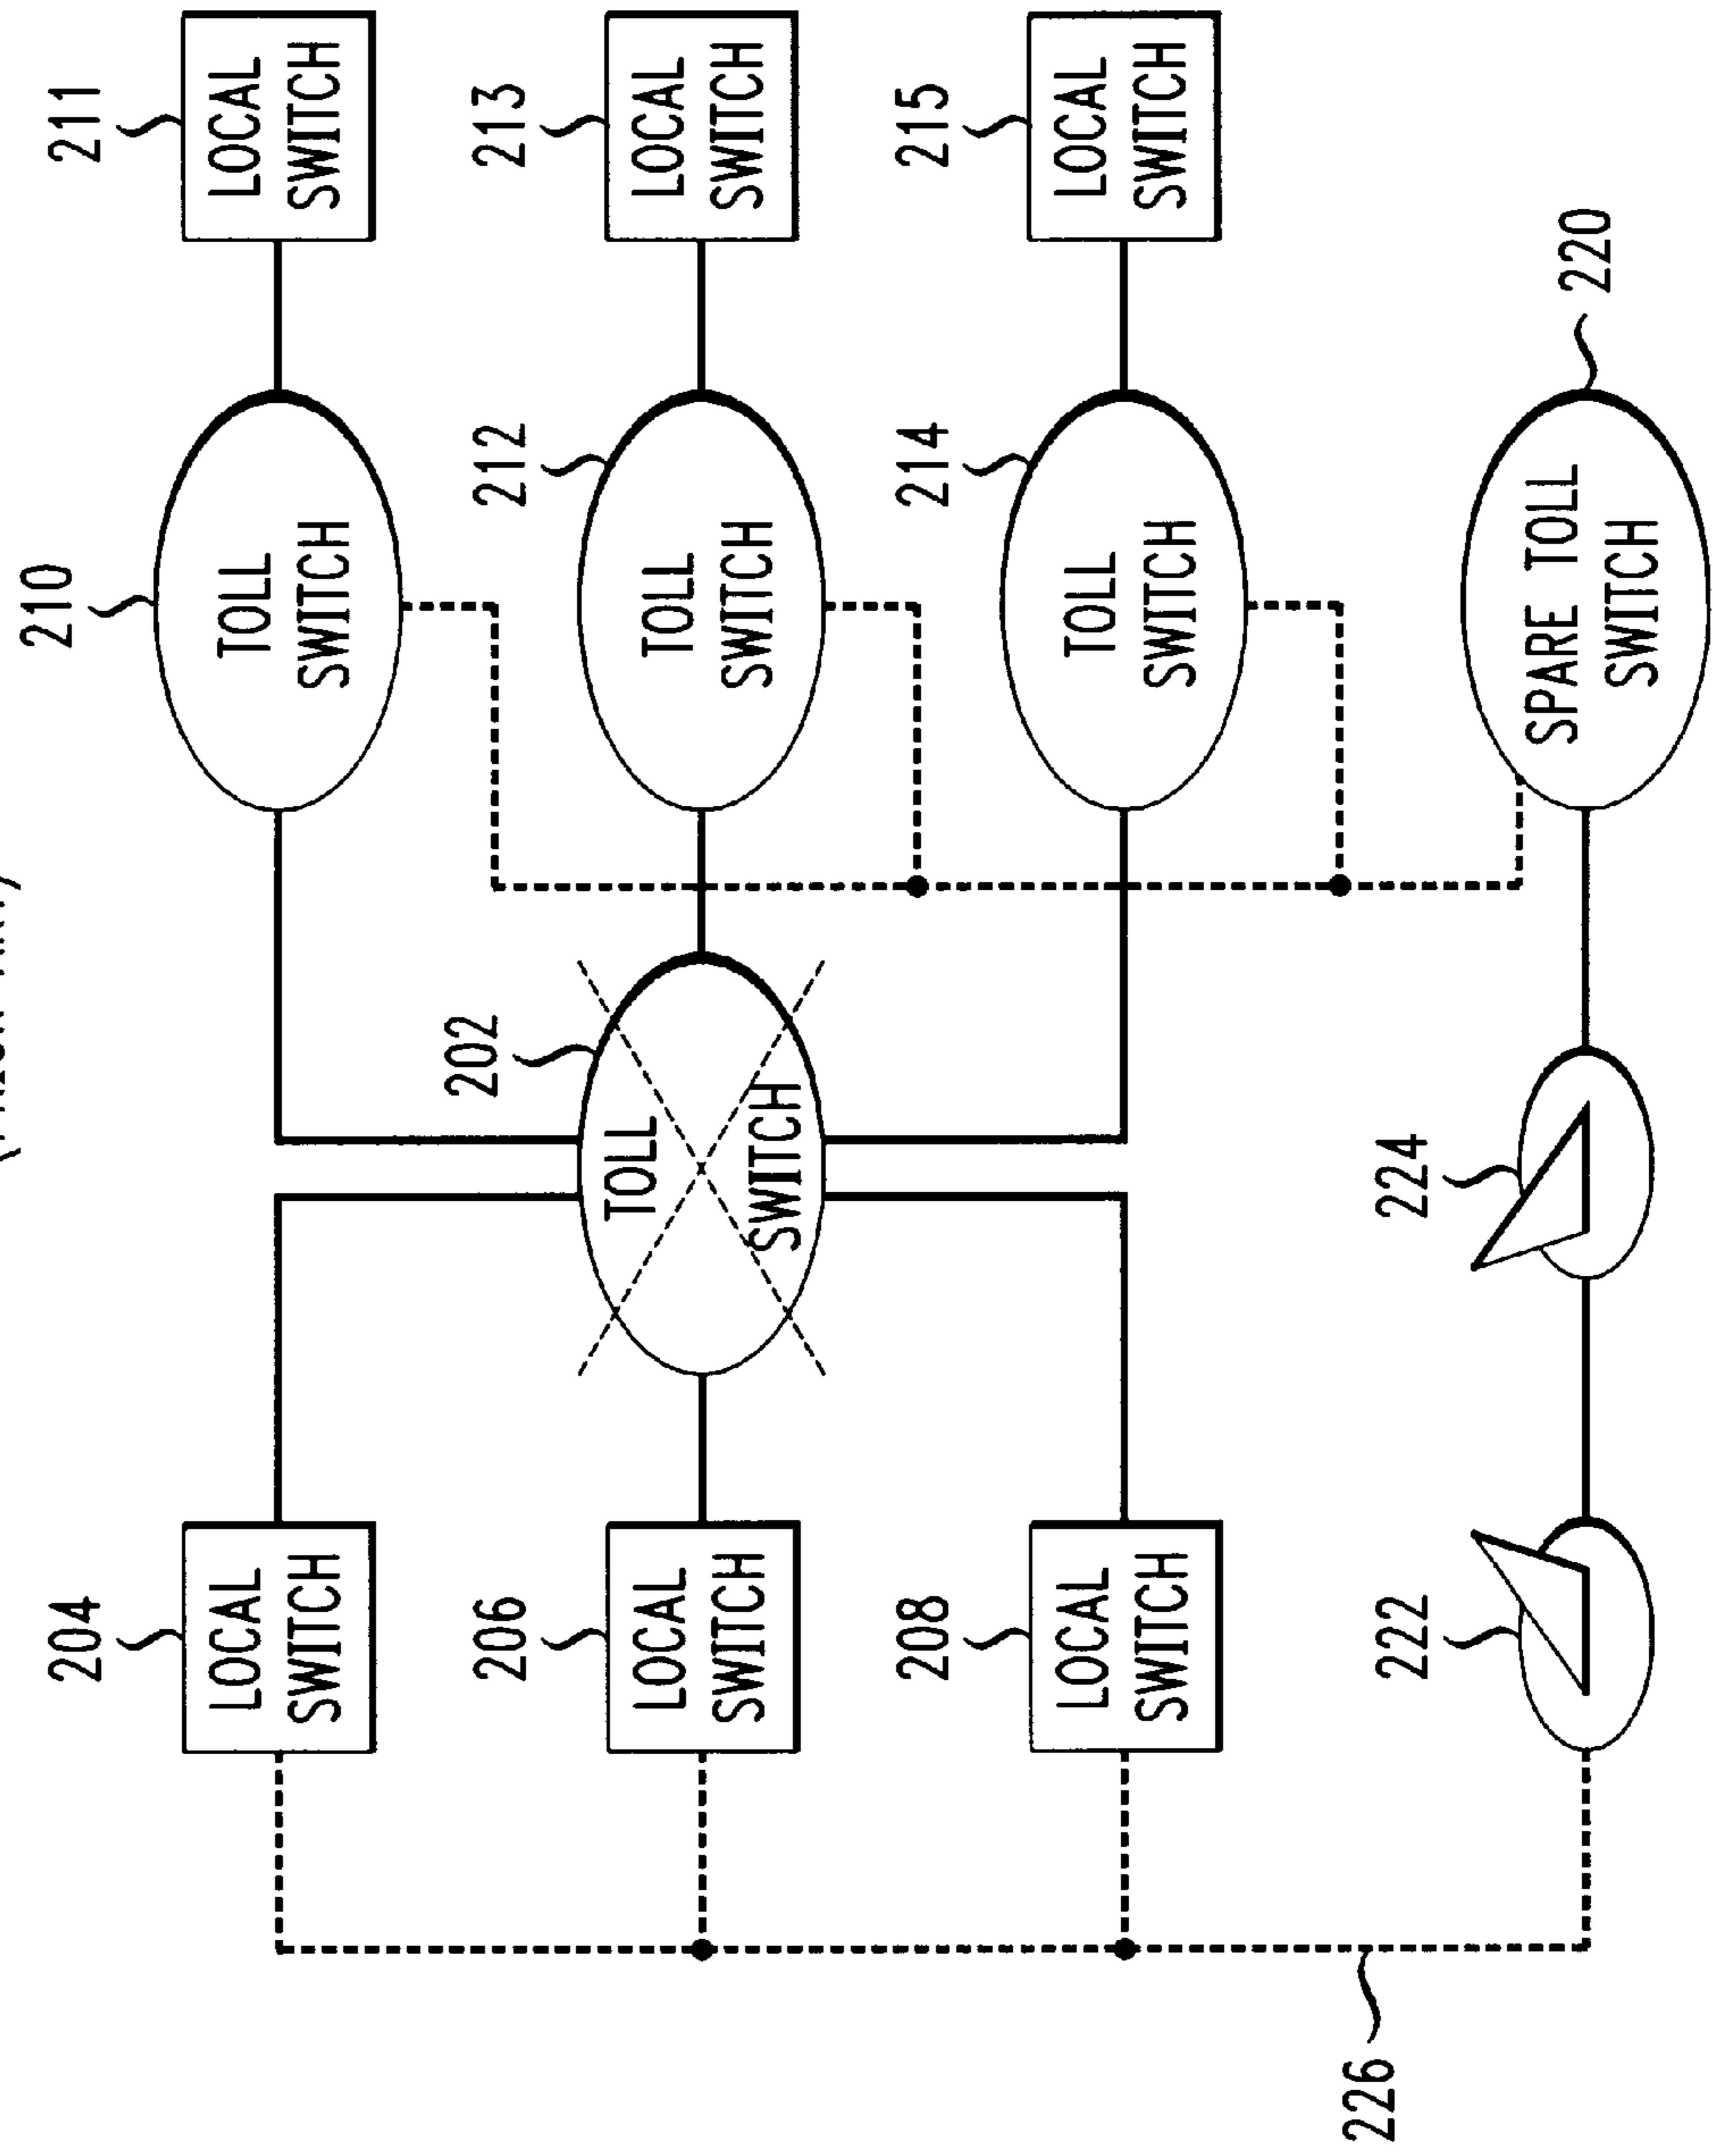 210
211
LOCAL
SWITCH
TOLL
SWITCH
204
LOCAL
SWITCH
212
213
LOCAL
SWITCH
TOLL
SWITCH
202
TOLL
SWITCH
206
LOCAL
SWITCH
214
215
LOCAL
SWITCH
TOLL
SWITCH
208
LOCAL
SWITCH
220
SPARE TOLL
SWITCH
224
222
226